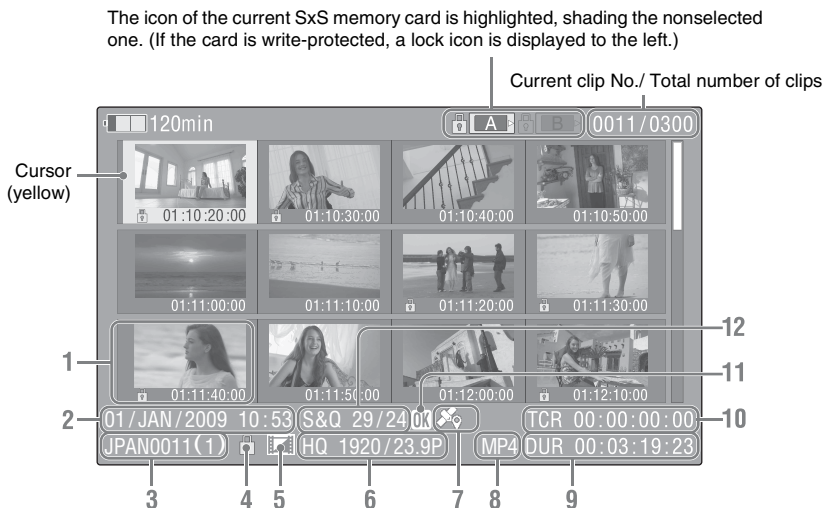 The icon of the current SxS memory card is highlighted, shading the nonselected
one. (If the card is write-protected, a lock icon is displayed to the left.)
Current clip No./ Total number of clips
120min
A
B
0011/0300
Cursor
(yellow)
01:10:20:00
01:10:30:00
01:10:40:00
01:10:50:00
01:11:00:00
01:11:10:00
01:11:20:00
01:11:30:00
12
1
11
01:11:40:00
01:11:50:00
01:12:00:00
01:12:10:00
2
01/JAN/2009 10:53
S&Q 29/24
OK
TCR 00:00:00:00
10
JPAN0011(1)
HQ 1920/23.9P
MP4
DUR 00:03:19:23
3
4
5
6
7
8
9